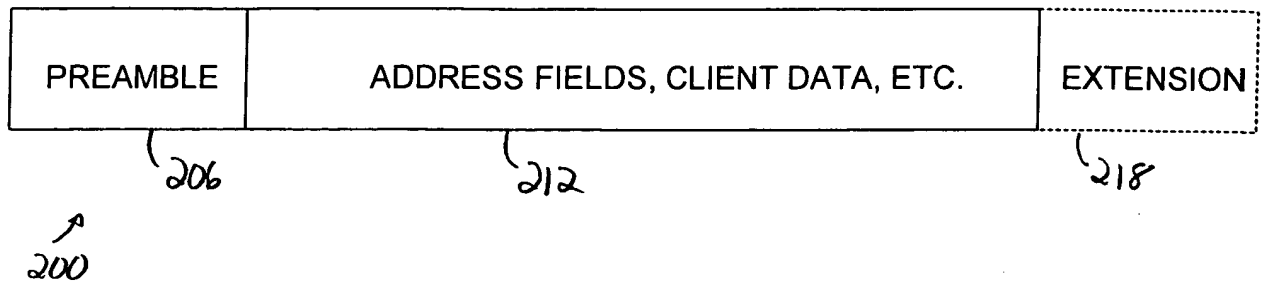 PREAMBLE ADDRESS FIELDS, CLIENT DATA, ETC. EXTENSION
206 212 218
200